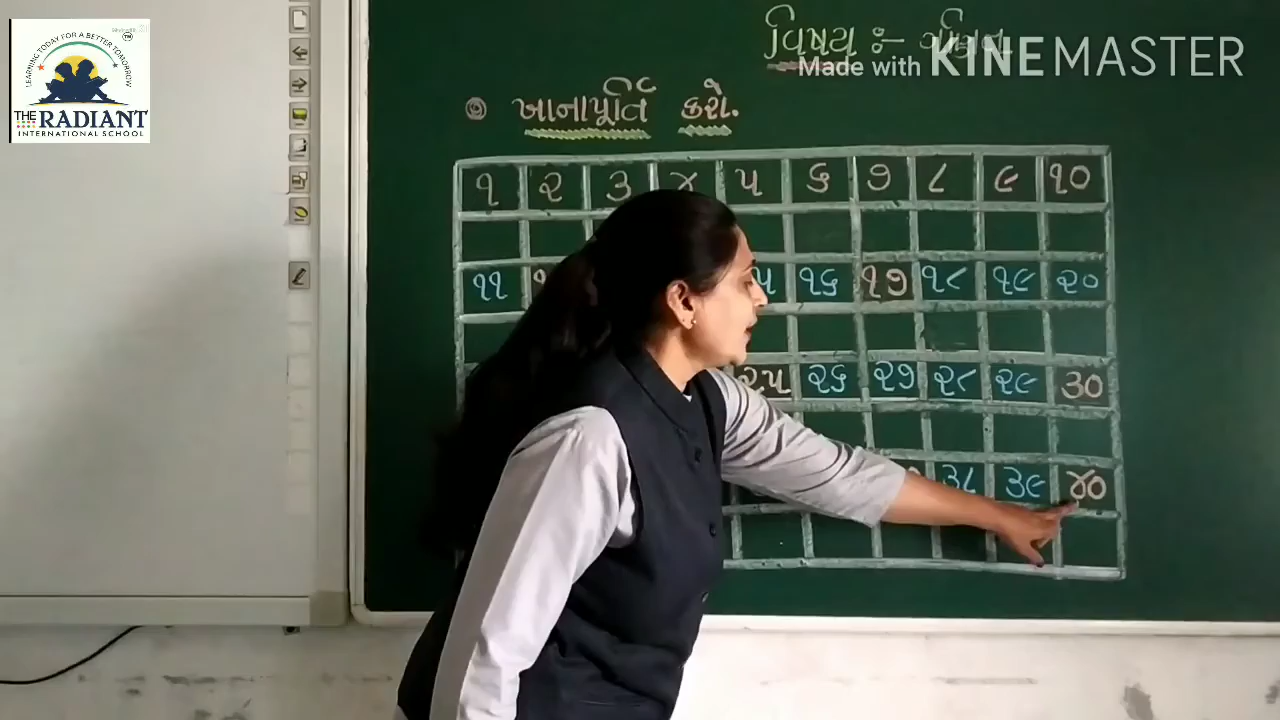 LEARNING TODAY FOR A BETTER TOMORROW
THE RADIANT
INTERNATIONAL SCHOOL
Made with KINEMASTER
વિષય :- ગણિત
ખાનાપૂર્તિ કરો.
૧ ૨ ૩ ૪ ૫ ૬ ૭ ૮ ૯ ૧૦
૧૧ ૧૬ ૧૭ ૧૮ ૧૯ ૨૦
૨૫ ૨૬ ૨૭ ૨૮ ૨૯ ૩૦
૩૮ ૩૯ ૪૦